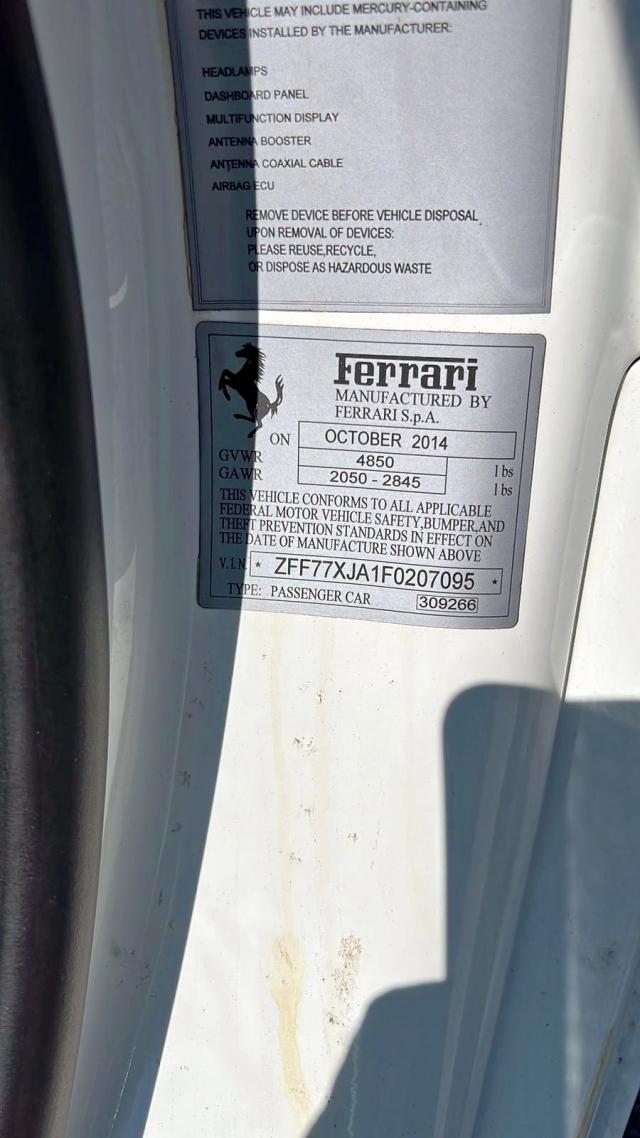 THIS VEHICLE MAY INCLUDE MERCURY-CONTAINING
DEVICES INSTALLED BY THE MANUFACTURER:
HEADLAMPS
DASHBOARD PANEL
MULTIFUNCTION DISPLAY
ANTENNA BOOSTER
ANTENNA COAXIAL CABLE
AIRBAG ECU
REMOVE DEVICE BEFORE VEHICLE DISPOSAL
UPON REMOVAL OF DEVICES:
PLEASE REUSE,RECYCLE,
OR DISPOSE AS HAZARDOUS WASTE
Ferrari
MANUFACTURED BY
FERRARI S.p.A.
ON OCTOBER 2014
GVWR 4850 lbs
GAWR 2050 - 2845 lbs
THIS VEHICLE CONFORMS TO ALL APPLICABLE
FEDERAL MOTOR VEHICLE SAFETY,BUMPER,AND
THEFT PREVENTION STANDARDS IN EFFECT ON
THE DATE OF MANUFACTURE SHOWN ABOVE
V.I.N. * ZFF77XJA1F0207095 *
TYPE: PASSENGER CAR 309266